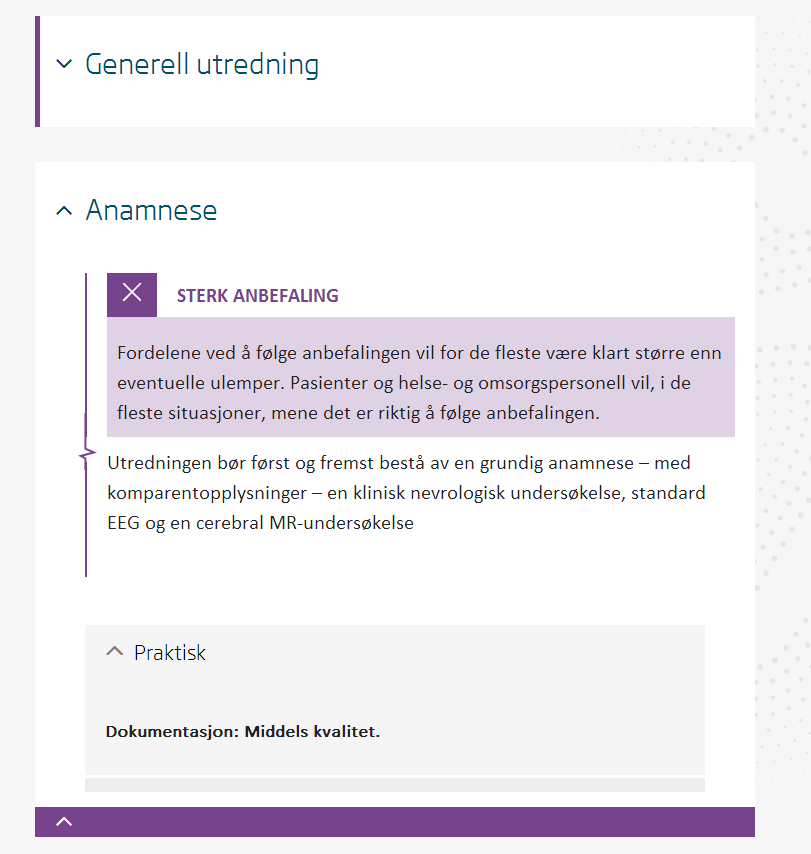 Generell utredning
Anamnese
STERK ANBEFALING
Fordelene ved å følge anbefalingen vil for de fleste være klart større enn
eventuelle ulemper. Pasienter og helse- og omsorgspersonell vil, i de
fleste situasjoner, mene det er riktig å følge anbefalingen.
Utredningen bør først og fremst bestå av en grundig anamnese – med
komparentopplysninger – en klinisk nevrologisk undersøkelse, standard
EEG og en cerebral MR-undersøkelse
Praktisk
Dokumentasjon: Middels kvalitet.